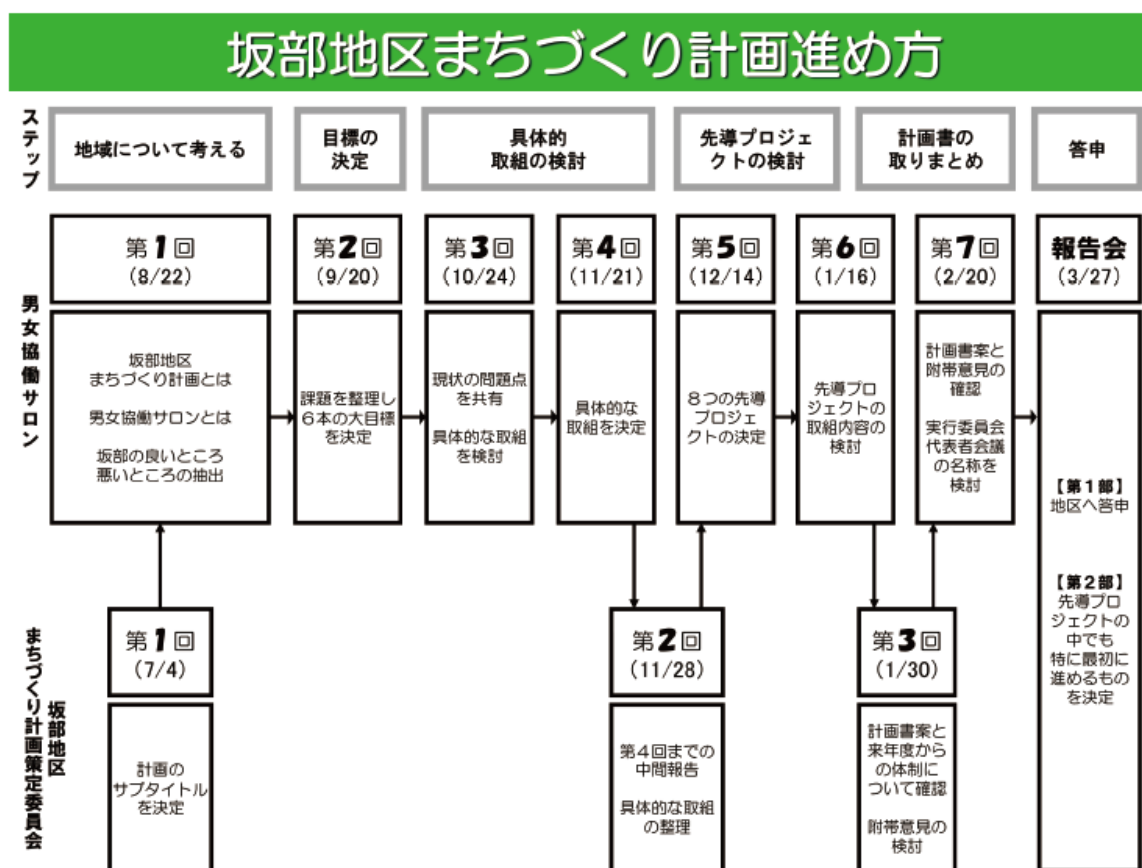 坂部地区まちづくり計画進め方
ステップ
地域について考える
目標の
決定
具体的
取組の検討
先導プロジェ
クトの検討
計画書の
取りまとめ
答申
男女協働サロン
第1回
(8/22)
第2回
(9/20)
第3回
(10/24)
第4回
(11/21)
第5回
(12/14)
第6回
(1/16)
第7回
(2/20)
報告会
(3/27)
坂部地区
まちづくり計画とは
男女協働サロンとは
坂部の良いところ
悪いところの抽出
課題を整理し
6本の大目標
を決定
現状の問題点
を共有
具体的な取組
を検討
具体的な
取組を決定
8つの先導
プロジェ
クトの決定
先導プロ
ジェクトの
取組内容の
検討
計画書案と
附帯意見の
確認
実行委員会
代表者会議
の名称を
検討
【第1部】
地区へ答申
【第2部】
先導プロ
ジェクトの
中でも
特に最初に
進めるもの
を決定
坂部地区
まちづくり計画策定委員会
第1回
(7/4)
第2回
(11/28)
第3回
(1/30)
計画の
サブタイトル
を決定
第4回までの
中間報告
具体的な取組
の整理
計画書案と
来年度から
の体制に
ついて確認
附帯意見の
検討